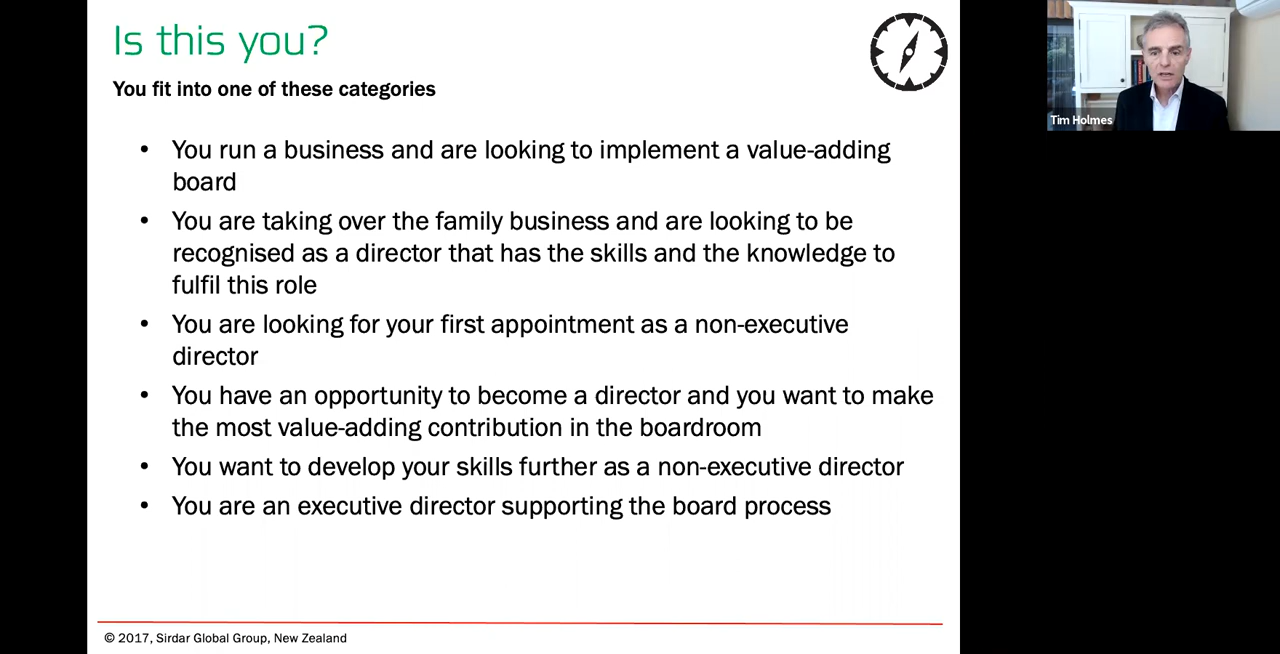 Is this you?
You fit into one of these categories
• You run a business and are looking to implement a value-adding
board
• You are taking over the family business and are looking to be
recognised as a director that has the skills and the knowledge to
fulfil this role
• You are looking for your first appointment as a non-executive
director
• You have an opportunity to become a director and you want to make
the most value-adding contribution in the boardroom
• You want to develop your skills further as a non-executive director
• You are an executive director supporting the board process
© 2017, Sirdar Global Group, New Zealand
Tim Holmes